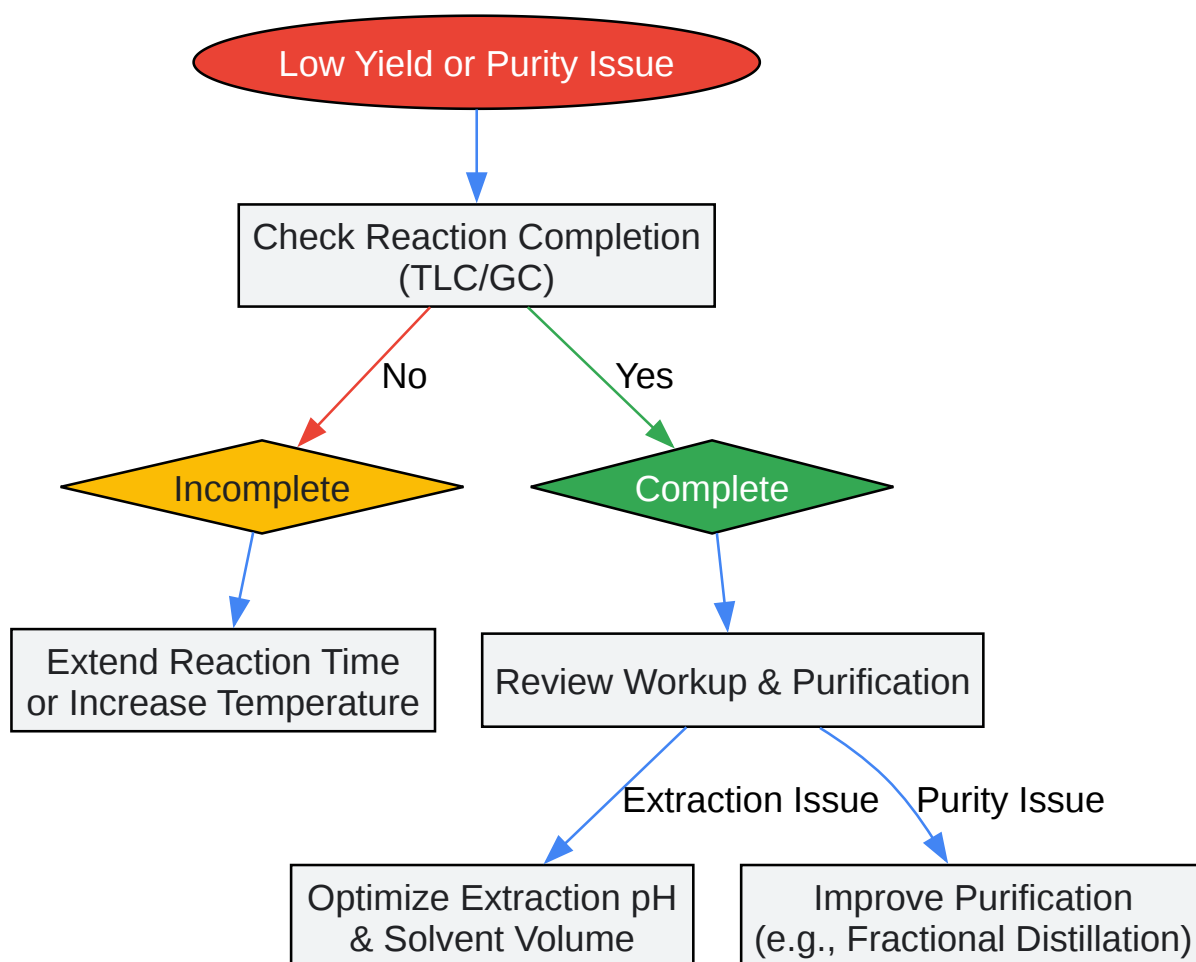 Low Yield or Purity Issue
Check Reaction Completion
(TLC/GC)
No
Yes
Incomplete
Complete
Extend Reaction Time
or Increase Temperature
Review Workup & Purification
Extraction Issue
Purity Issue
Optimize Extraction pH
& Solvent Volume
Improve Purification
(e.g., Fractional Distillation)